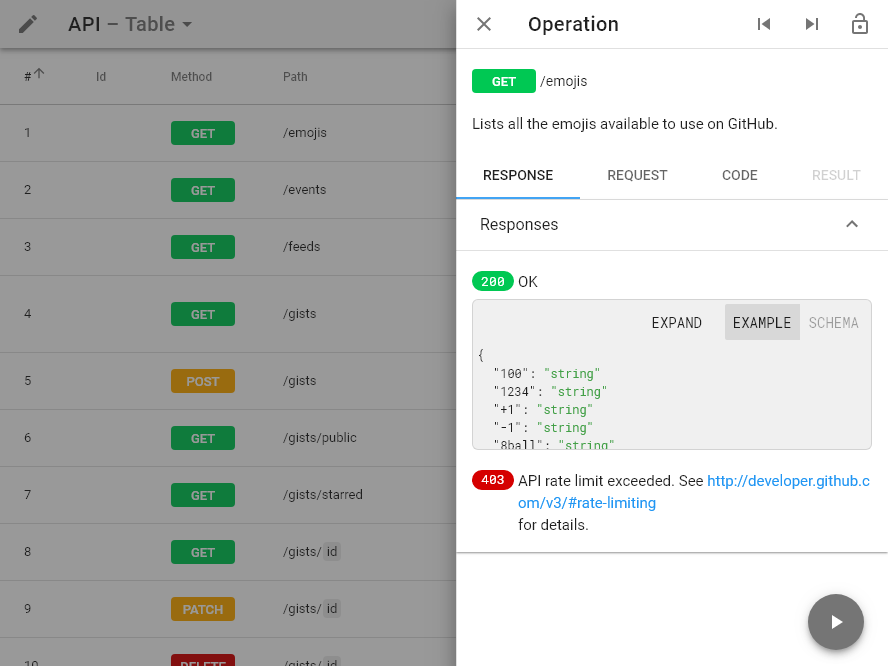 API – Table
# Id Method Path
1 GET /emojis
2 GET /events
3 GET /feeds
4 GET /gists
5 POST /gists
6 GET /gists/public
7 GET /gists/starred
8 GET /gists/ id
9 PATCH /gists/ id
10 DELETE /gists/ id
Operation
GET /emojis
Lists all the emojis available to use on GitHub.
RESPONSE REQUEST CODE RESULT
Responses
200 OK
EXPAND EXAMPLE SCHEMA
{
"100": "string"
"1234": "string"
"+1": "string"
"-1": "string"
"8ball": "string"
403 API rate limit exceeded. See http://developer.github.c
om/v3/#rate-limiting
for details.